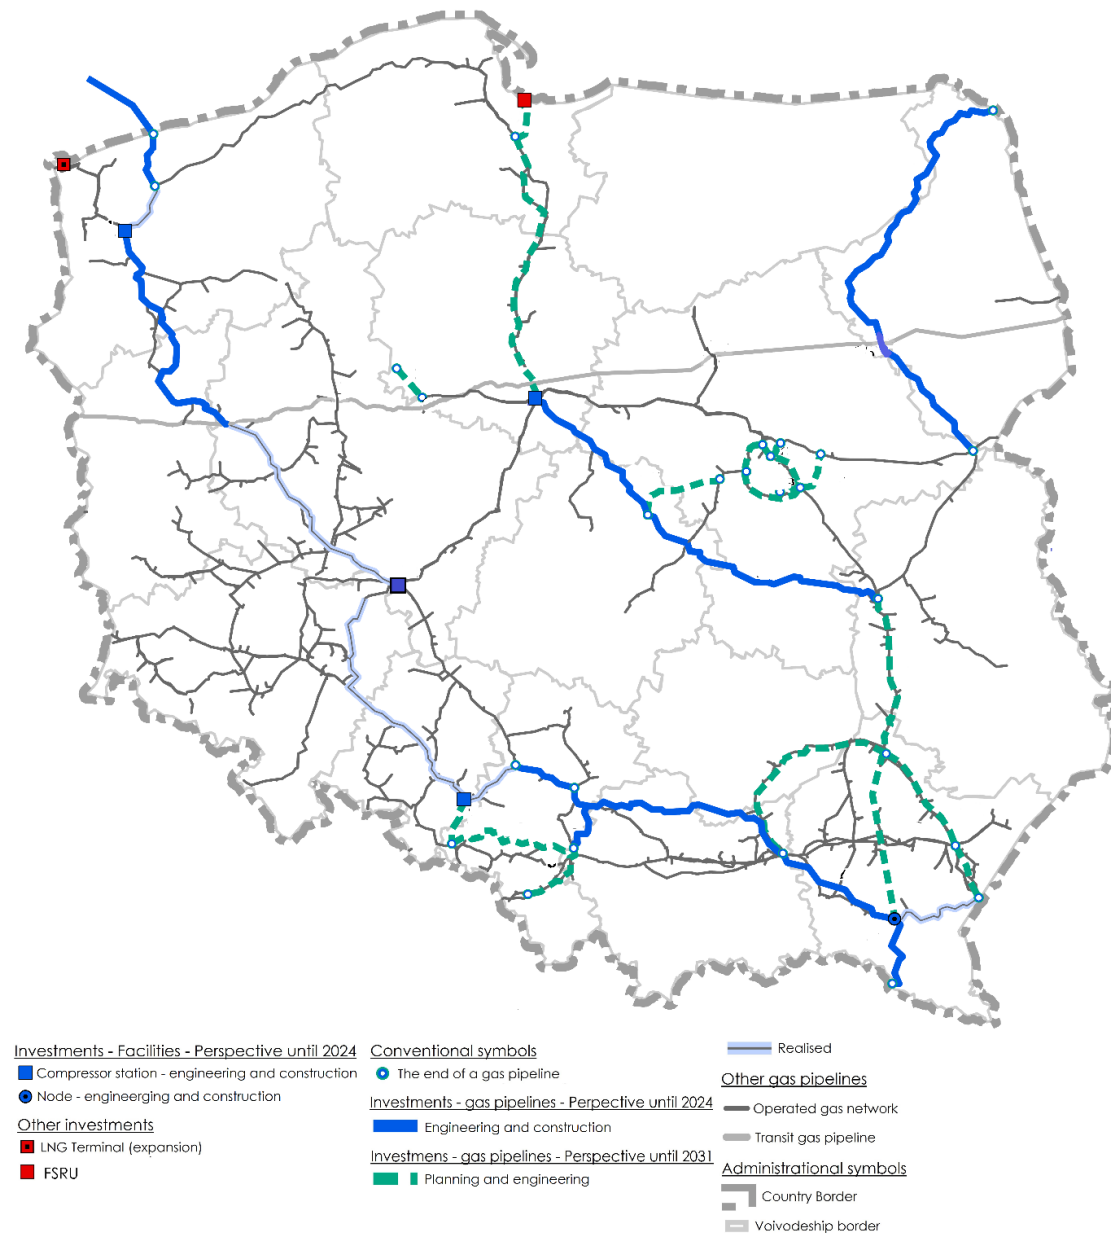 Investments - Facilities - Perspective until 2024
Compressor station - engineering and construction
Node - engineerging and construction
Other investments
LNG Terminal (expansion)
FSRU
Conventional symbols
The end of a gas pipeline
Investments - gas pipelines - Perpective until 2024
Engineering and construction
Investmens - gas pipelines - Perspective until 2031
Planning and engineering
Realised
Other gas pipelines
Operated gas network
Transit gas pipeline
Administrational symbols
Country Border
Voivodeship border